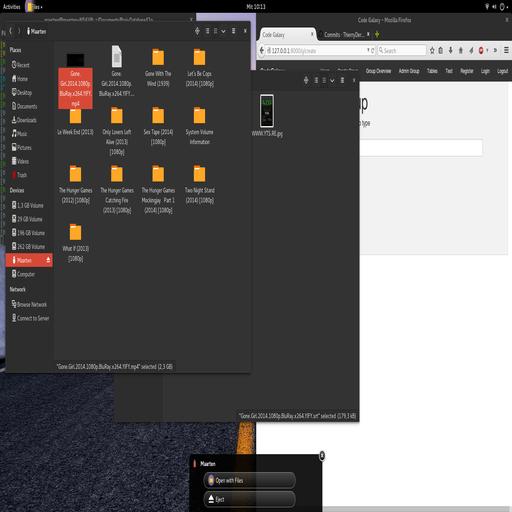 Activities
Files
Mi: 10:13
Code Galaxy - Mozilla Firefox
Maarten
Code Galaxy
Commits · ThierryDe...
127.0.0.1:8000/q/create
Search
Group Overview Admin Group Tables Test Register Login Logout
Places
Recent
Home
Desktop
Documents
Downloads
Music
Pictures
Videos
Trash
Devices
1,3 GB Volume
29 GB Volume
196 GB Volume
262 GB Volume
Maarten
Computer
Network
Browse Network
Connect to Server
Gone.
Girl.2014.1080p.
BluRay.x264.YIFY.
mp4
Gone.
Girl.2014.1080p.
BluRay.x264.YIFY....
Gone With The
Wind (1939)
Let's Be Cops
(2014) [1080p]
Le Week End (2013)
Only Lovers Left
Alive (2013)
[1080p]
Sex Tape (2014)
[1080p]
System Volume
Information
The Hunger Games
(2012) [1080p]
The Hunger Games
Catching Fire
(2013) [1080p]
The Hunger Games
Mockingjay Part 1
(2014) [1080p]
Two Night Stand
(2014) [1080p]
What If (2013)
[1080p]
"Gone.Girl.2014.1080p.BluRay.x264.YIFY.mp4" selected (2,3 GB)
WWW.YTS.RE.jpg
up
type
"Gone.Girl.2014.1080p.BluRay.x264.YIFY.srt" selected (179,3 kB)
Maarten
Open with Files
Eject